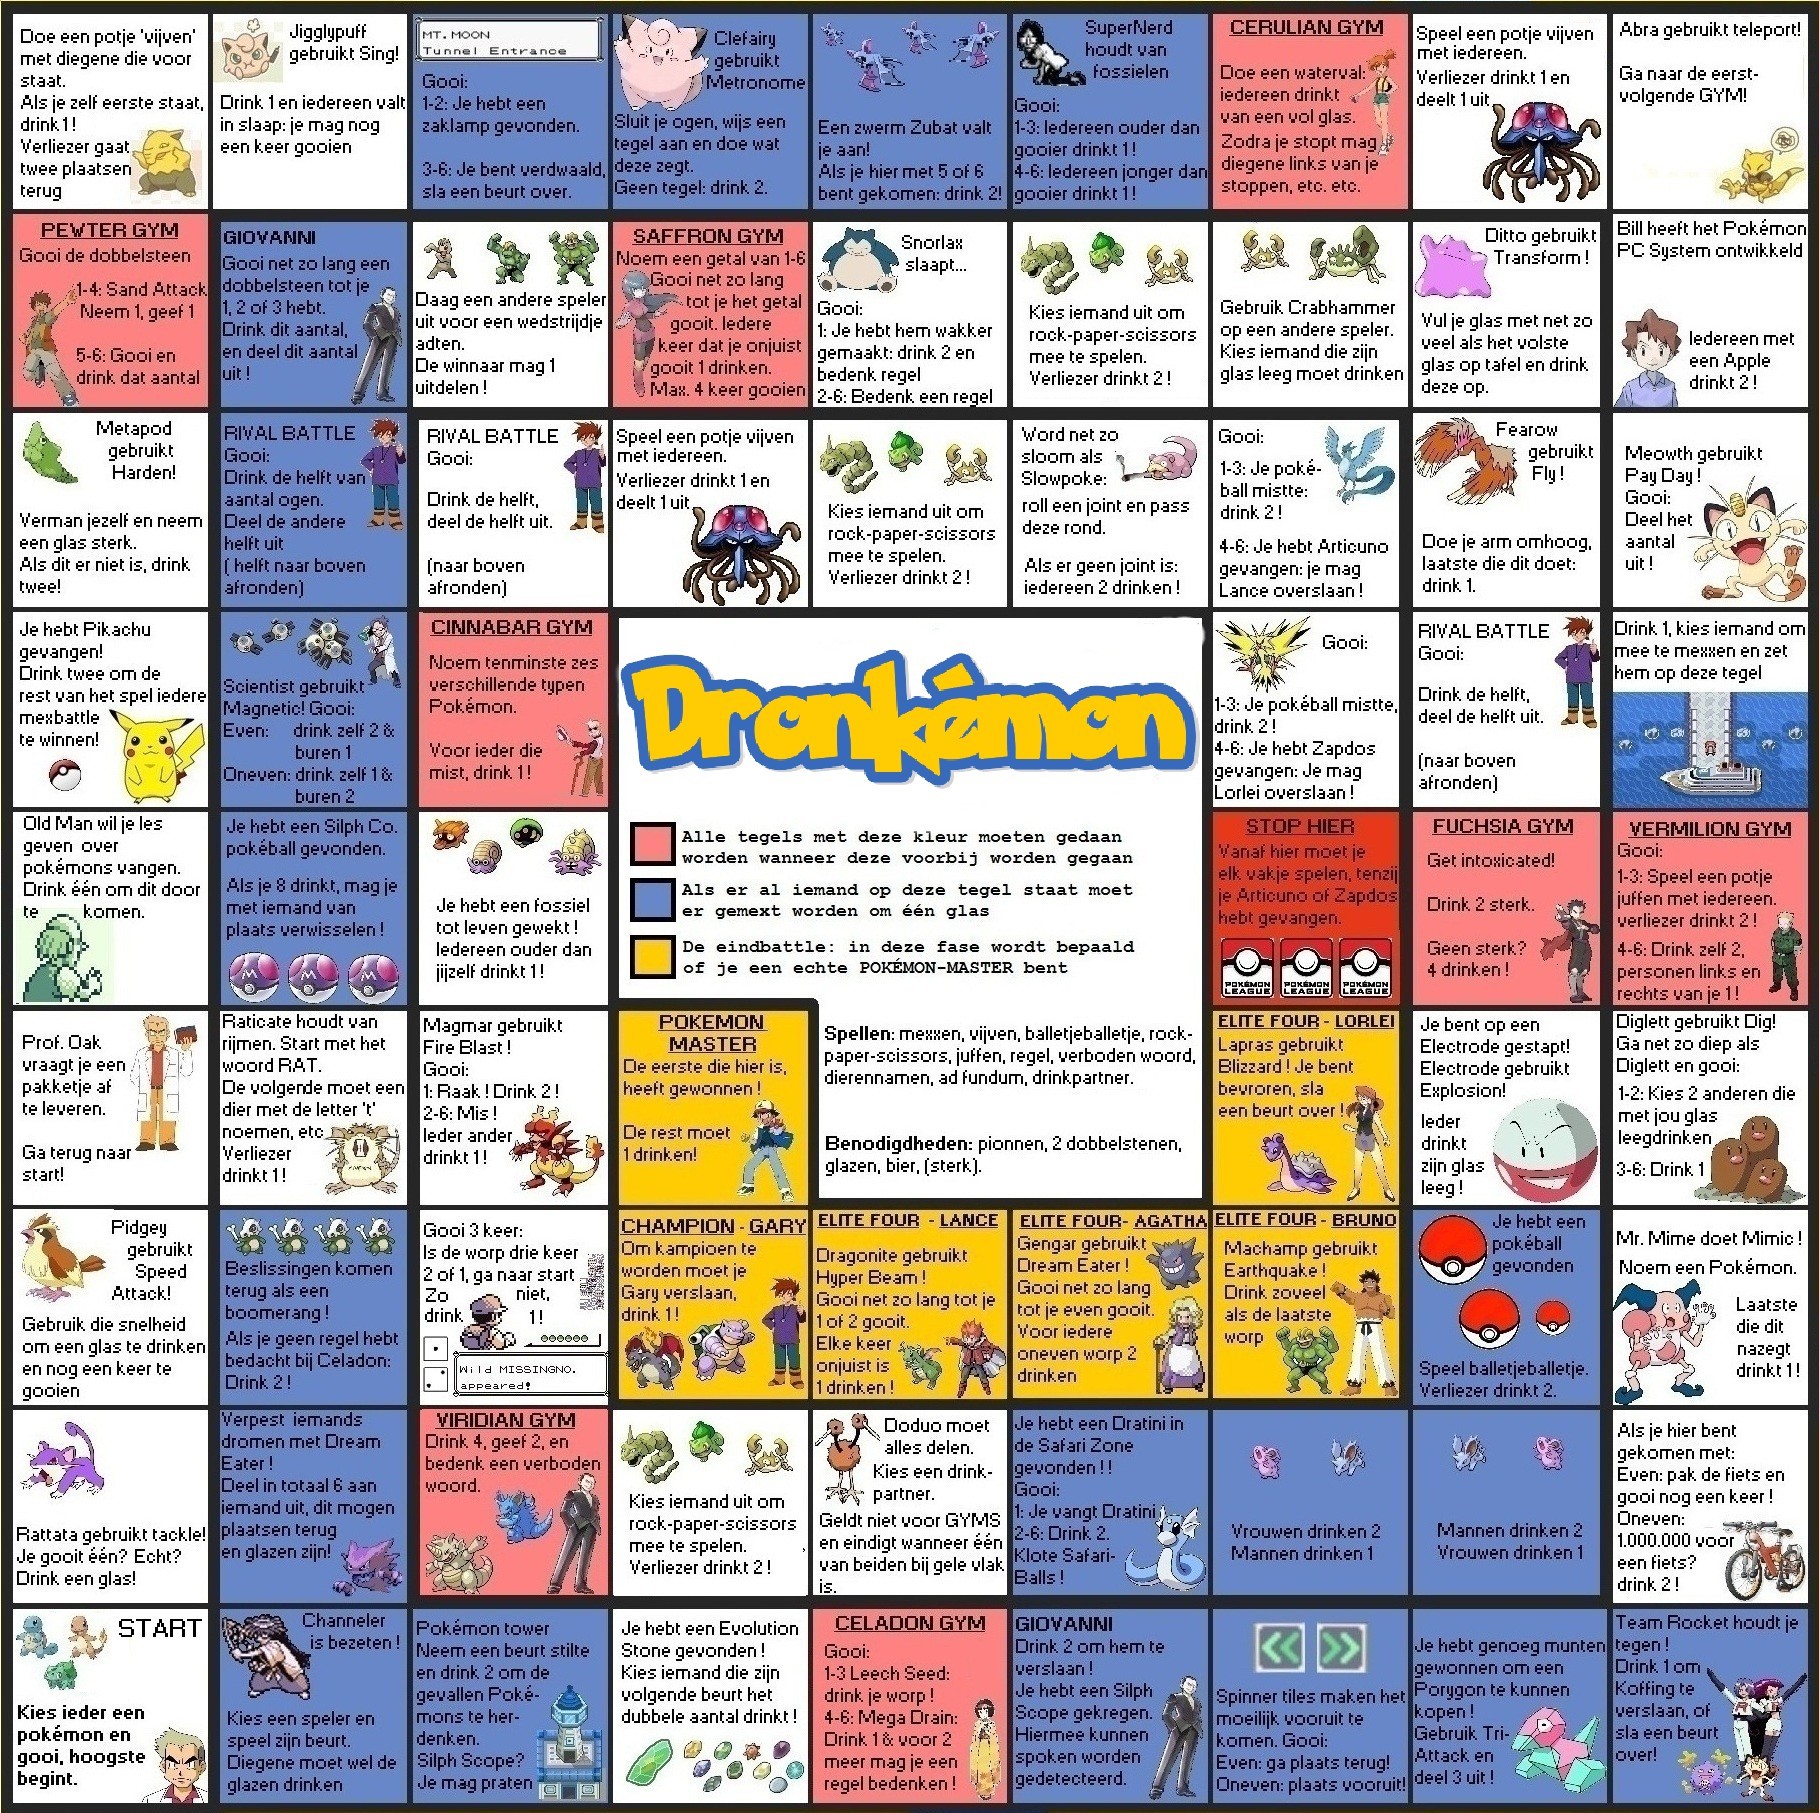 Doe een potje 'vijven'
met diegene die voor
staat.
Als je zelf eerste staat,
drink 1!
Verliezer gaat
twee plaatsen
terug
Jigglypuff
gebruikt Sing!
Drink 1 en iedereen valt
in slaap: je mag nog
een keer gooien
MT. MOON
Tunnel Entrance
Gooi:
1-2: Je hebt een
zaklamp gevonden.
3-6: Je bent verdwaald,
sla een beurt over.
Clefairy
gebruikt
Metronome
Sluit je ogen, wijs een
tegel aan en doe wat
deze zegt.
Geen tegel: drink 2.
Een zwerm Zubat valt
je aan!
Als je hier met 5 of 6
bent gekomen: drink 2!
SuperNerd
houdt van
fossielen
Gooi:
1-3: Iedereen ouder dan
gooier drinkt 1!
4-6: Iedereen jonger dan
gooier drinkt 1!
CERULIAN GYM
Doe een waterval:
iedereen drinkt
van een vol glas.
Zodra je stopt mag
diegene links van je
stoppen, etc. etc.
Speel een potje vijven
met iedereen.
Verliezer drinkt 1 en
deelt 1 uit
Abra gebruikt teleport!
Ga naar de eerst-
volgende GYM!
PEWTER GYM
Gooi de dobbelsteen
1-4: Sand Attack
Neem 1, geef 1
5-6: Gooi en
drink dat aantal
GIOVANNI
Gooi net zo lang een
dobbelsteen tot je
1, 2 of 3 hebt.
Drink dit aantal,
en deel dit aantal
uit !
Daag een andere speler
uit voor een wedstrijdje
adten.
De winnaar mag 1
uitdelen !
SAFFRON GYM
Noem een getal van 1-6
Gooi net zo lang
tot je het getal
gooit. Iedere
keer dat je onjuist
gooit 1 drinken.
Max. 4 keer gooien
Snorlax
slaapt...
Gooi:
1: Je hebt hem wakker
gemaakt: drink 2 en
bedenk regel
2-6: Bedenk een regel
Kies iemand uit om
rock-paper-scissors
mee te spelen.
Verliezer drinkt 2 !
Gebruik Crabhammer
op een andere speler.
Kies iemand die zijn
glas leeg moet drinken
Ditto gebruikt
Transform !
Vul je glas met net zo
veel als het volste
glas op tafel en drink
deze op.
Bill heeft het Pokémon
PC System ontwikkeld
Iedereen met
een Apple
drinkt 2 !
Metapod
gebruikt
Harden!
Verman jezelf en neem
een glas sterk.
Als dit er niet is, drink
twee!
RIVAL BATTLE
Gooi:
Drink de helft van
aantal ogen.
Deel de andere
helft uit
( helft naar boven
afronden)
RIVAL BATTLE
Gooi:
Drink de helft,
deel de helft uit.
(naar boven
afronden)
Speel een potje vijven
met iedereen.
Verliezer drinkt 1 en
deelt 1 uit
Kies iemand uit om
rock-paper-scissors
mee te spelen.
Verliezer drinkt 2 !
Word net zo
sloom als
Slowpoke:
roll een joint en pass
deze rond.
Als er geen joint is:
iedereen 2 drinken !
Gooi:
1-3: Je poké-
ball mistte:
drink 2 !
4-6: Je hebt Articuno
gevangen: je mag
Lance overslaan !
Fearow
gebruikt
Fly !
Doe je arm omhoog,
laatste die dit doet:
drink 1.
Meowth gebruikt
Pay Day !
Gooi:
Deel het
aantal
uit !
Je hebt Pikachu
gevangen!
Drink twee om de
rest van het spel iedere
mexbattle
te winnen!
Scientist gebruikt
Magnetic! Gooi:
Even: drink zelf 2 &
buren 1
Oneven: drink zelf 1 &
buren 2
CINNABAR GYM
Noem tenminste zes
verschillende typen
Pokémon.
Voor ieder die
mist, drink 1!
Dronkémon
Gooi:
1-3: Je pokéball mistte,
drink 2 !
4-6: Je hebt Zapdos
gevangen: Je mag
Lorlei overslaan !
RIVAL BATTLE
Gooi:
Drink de helft,
deel de helft uit.
(naar boven
afronden)
Drink 1, kies iemand om
mee te mexxen en zet
hem op deze tegel
Old Man wil je les
geven over
pokémons vangen.
Drink één om dit door
te komen.
Je hebt een Silph Co.
pokéball gevonden.
Als je 8 drinkt, mag je
met iemand van
plaats verwisselen !
Je hebt een fossiel
tot leven gewekt !
Iedereen ouder dan
jijzelf drinkt 1!
Alle tegels met deze kleur moeten gedaan
worden wanneer deze voorbij worden gegaan
Als er al iemand op deze tegel staat moet
er gemext worden om één glas
De eindbattle: in deze fase wordt bepaald
of je een echte POKÉMON-MASTER bent
STOP HIER
Vanaf hier moet je
elk vakje spelen, tenzij
je Articuno of Zapdos
hebt gevangen.
POKÉMON LEAGUE
POKÉMON LEAGUE
POKÉMON LEAGUE
FUCHSIA GYM
Get intoxicated!
Drink 2 sterk.
Geen sterk?
4 drinken !
VERMILION GYM
Gooi:
1-3: Speel een potje
juffen met iedereen.
verliezer drinkt 2 !
4-6: Drink zelf 2,
personen links en
rechts van je 1!
Prof. Oak
vraagt je een
pakketje af
te leveren.
Ga terug naar
start!
Raticate houdt van
rijmen. Start met het
woord RAT.
De volgende moet een
dier met de letter 't'
noemen, etc
Verliezer
drinkt 1!
Magmar gebruikt
Fire Blast !
Gooi:
1: Raak ! Drink 2 !
2-6: Mis !
Ieder ander
drinkt 1!
POKEMON
MASTER
De eerste die hier is,
heeft gewonnen !
De rest moet
1 drinken!
Spellen: mexxen, vijven, balletjeballetje, rock-
paper-scissors, juffen, regel, verboden woord,
dierennamen, ad fundum, drinkpartner.
Benodigdheden: pionnen, 2 dobbelstenen,
glazen, bier, (sterk).
ELITE FOUR - LORLEI
Lapras gebruikt
Blizzard ! Je bent
bevroren, sla
een beurt over !
Je bent op een
Electrode gestapt!
Electrode gebruikt
Explosion!
Ieder
drinkt
zijn glas
leeg !
Diglett gebruikt Dig!
Ga net zo diep als
Diglett en gooi:
1-2: Kies 2 anderen die
met jou glas
leegdrinken
3-6: Drink 1
Pidgey
gebruikt
Speed
Attack!
Gebruik die snelheid
om een glas te drinken
en nog een keer te
gooien
Beslissingen komen
terug als een
boomerang !
Als je geen regel hebt
bedacht bij Celadon:
Drink 2 !
Gooi 3 keer:
Is de worp drie keer
2 of 1, ga naar start
Zo niet,
drink 1!
Wild MISSINGNO.
appeared!
CHAMPION - GARY
Om kampioen te
worden moet je
Gary verslaan,
drink 1!
ELITE FOUR - LANCE
Dragonite gebruikt
Hyper Beam !
Gooi net zo lang tot je
1 of 2 gooit.
Elke keer
onjuist is
1 drinken !
ELITE FOUR- AGATHA
Gengar gebruikt
Dream Eater !
Gooi net zo lang
tot je even gooit.
Voor iedere
oneven worp 2
drinken
ELITE FOUR - BRUNO
Machamp gebruikt
Earthquake !
Drink zoveel
als de laatste
worp
Je hebt een
pokéball
gevonden
Speel balletjeballetje.
Verliezer drinkt 2.
Mr. Mime doet Mimic !
Noem een Pokémon.
Laatste
die dit
nazegt
drinkt 1!
Rattata gebruikt tackle!
Je gooit één? Echt?
Drink een glas!
Verpest iemands
dromen met Dream
Eater !
Deel in totaal 6 aan
iemand uit, dit mogen
plaatsen terug
en glazen zijn!
VIRIDIAN GYM
Drink 4, geef 2, en
bedenk een verboden
woord.
Kies iemand uit om
rock-paper-scissors
mee te spelen.
Verliezer drinkt 2 !
Doduo moet
alles delen.
Kies een drink-
partner.
Geldt niet voor GYMS
en eindigt wanneer één
van beiden bij gele vlak
is.
Je hebt een Dratini in
de Safari Zone
gevonden ! !
Gooi:
1: Je vangt Dratini
2-6: Drink 2.
Klote Safari-
Balls !
Vrouwen drinken 2
Mannen drinken 1
Mannen drinken 2
Vrouwen drinken 1
Als je hier bent
gekomen met:
Even: pak de fiets en
gooi nog een keer !
Oneven:
1.000.000 voor
een fiets?
drink 2 !
START
Kies ieder een
pokémon en
gooi, hoogste
begint.
Channeler
is bezeten !
Kies een speler en
speel zijn beurt.
Diegene moet wel de
glazen drinken
Pokémon tower
Neem een beurt stilte
en drink 2 om de
gevallen Poké-
mons te her-
denken.
Silph Scope?
Je mag praten
Je hebt een Evolution
Stone gevonden !
Kies iemand die zijn
volgende beurt het
dubbele aantal drinkt !
CELADON GYM
Gooi:
1-3 Leech Seed:
drink je worp !
4-6: Mega Drain:
Drink 1 & voor 2
meer mag je een
regel bedenken !
GIOVANNI
Drink 2 om hem te
verslaan !
Je hebt een Silph
Scope gekregen.
Hiermee kunnen
spoken worden
gedetecteerd.
Spinner tiles maken het
moeilijk vooruit te
komen. Gooi:
Even: ga plaats terug!
Oneven: plaats vooruit!
Je hebt genoeg munten
gewonnen om een
Porygon te kunnen
kopen !
Gebruik Tri-
Attack en
deel 3 uit !
Team Rocket houdt je
tegen !
Drink 1 om
Koffing te
verslaan, of
sla een beurt
over!